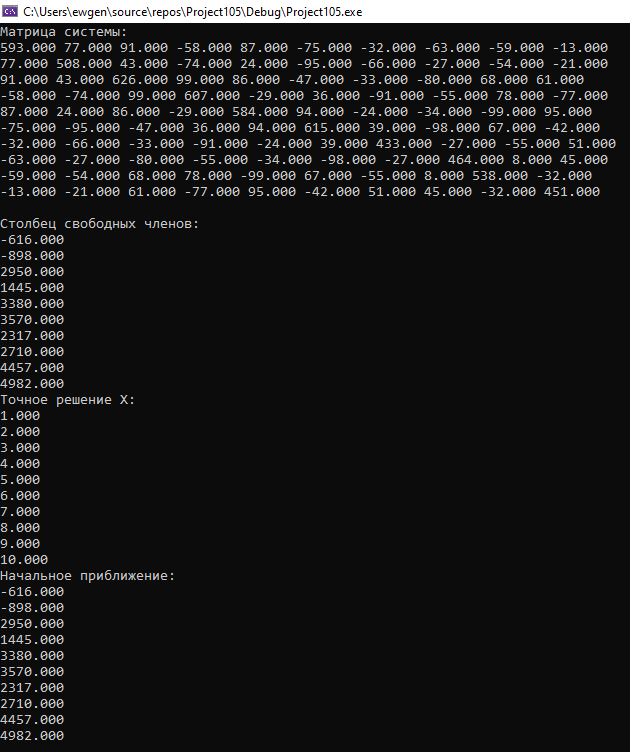 C:\Users\ewgen\source\repos\Project105\Debug\Project105.exe
Матрица системы:
593.000 77.000 91.000 -58.000 87.000 -75.000 -32.000 -63.000 -59.000 -13.000
77.000 508.000 43.000 -74.000 24.000 -95.000 -66.000 -27.000 -54.000 -21.000
91.000 43.000 626.000 99.000 86.000 -47.000 -33.000 -80.000 68.000 61.000
-58.000 -74.000 99.000 607.000 -29.000 36.000 -91.000 -55.000 78.000 -77.000
87.000 24.000 86.000 -29.000 584.000 94.000 -24.000 -34.000 -99.000 95.000
-75.000 -95.000 -47.000 36.000 94.000 615.000 39.000 -98.000 67.000 -42.000
-32.000 -66.000 -33.000 -91.000 -24.000 39.000 433.000 -27.000 -55.000 51.000
-63.000 -27.000 -80.000 -55.000 -34.000 -98.000 -27.000 464.000 8.000 45.000
-59.000 -54.000 68.000 78.000 -99.000 67.000 -55.000 8.000 538.000 -32.000
-13.000 -21.000 61.000 -77.000 95.000 -42.000 51.000 45.000 -32.000 451.000
Столбец свободных членов:
-616.000
-898.000
2950.000
1445.000
3380.000
3570.000
2317.000
2710.000
4457.000
4982.000
Точное решение X:
1.000
2.000
3.000
4.000
5.000
6.000
7.000
8.000
9.000
10.000
Начальное приближение:
-616.000
-898.000
2950.000
1445.000
3380.000
3570.000
2317.000
2710.000
4457.000
4982.000